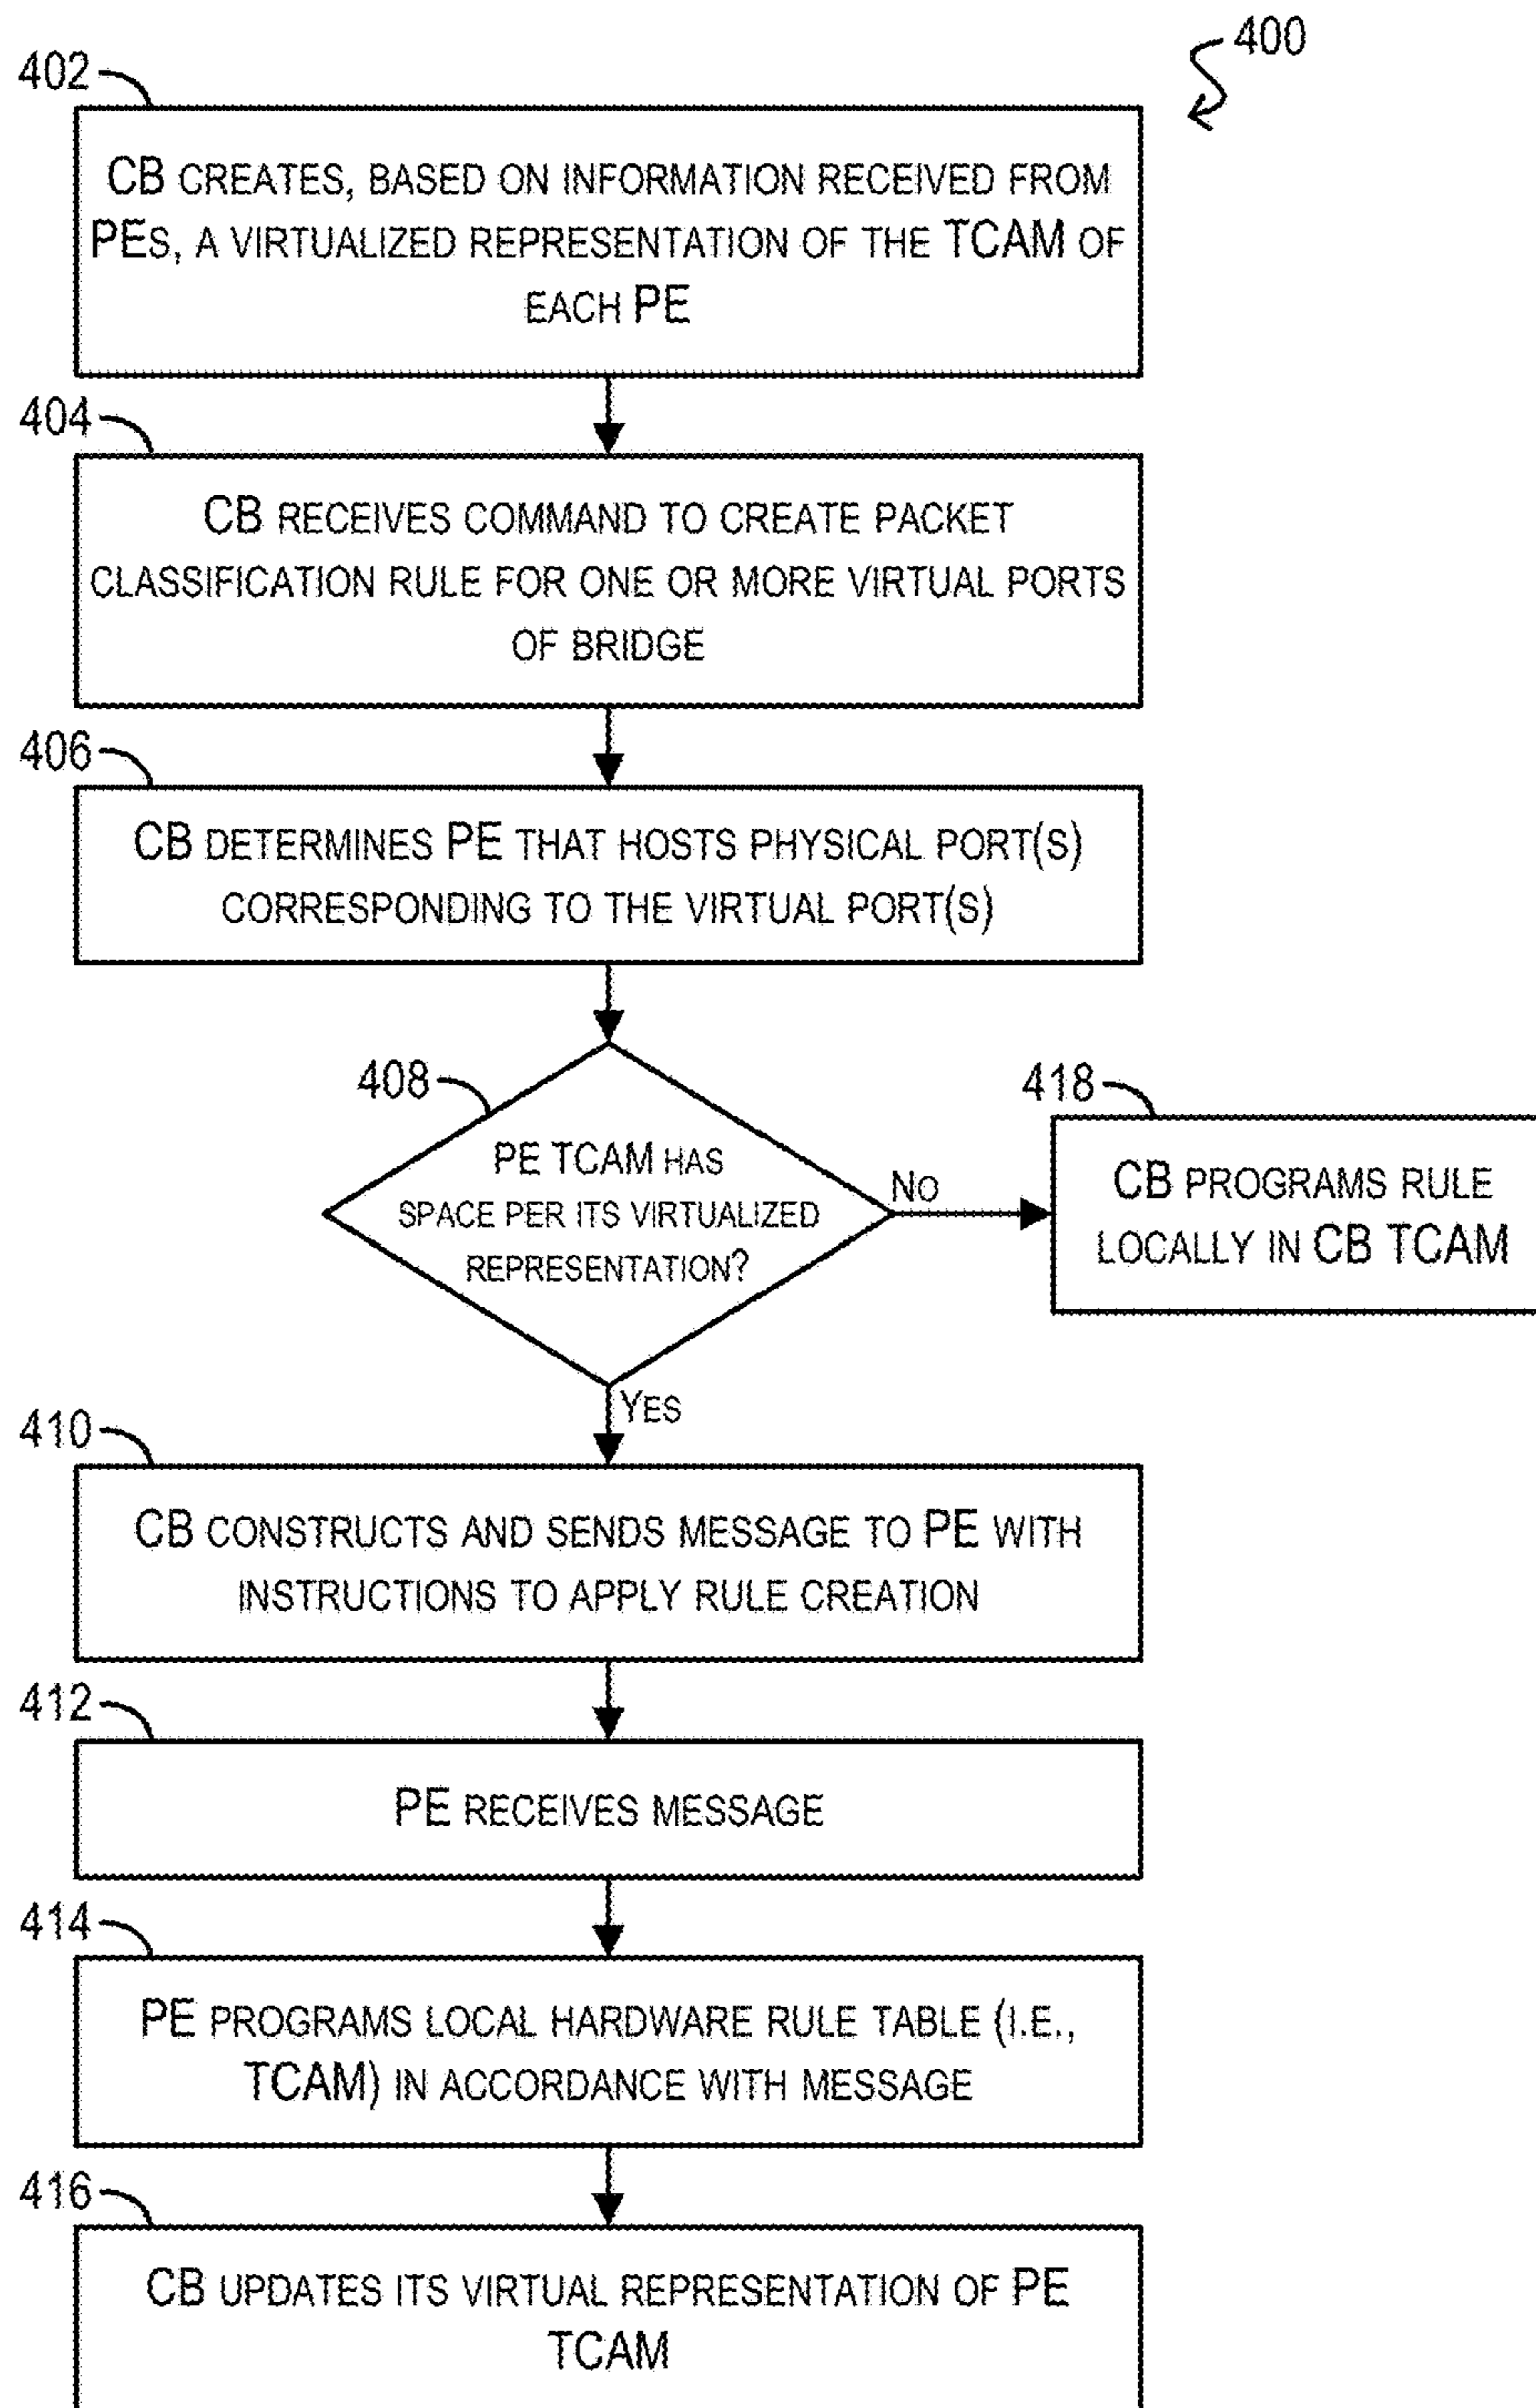 400
402
CB CREATES, BASED ON INFORMATION RECEIVED FROM
PES, A VIRTUALIZED REPRESENTATION OF THE TCAM OF
EACH PE
404
CB RECEIVES COMMAND TO CREATE PACKET
CLASSIFICATION RULE FOR ONE OR MORE VIRTUAL PORTS
OF BRIDGE
406
CB DETERMINES PE THAT HOSTS PHYSICAL PORT(S)
CORRESPONDING TO THE VIRTUAL PORT(S)
408
PE TCAM HAS
SPACE PER ITS VIRTUALIZED
REPRESENTATION?
NO
418
CB PROGRAMS RULE
LOCALLY IN CB TCAM
YES
410
CB CONSTRUCTS AND SENDS MESSAGE TO PE WITH
INSTRUCTIONS TO APPLY RULE CREATION
412
PE RECEIVES MESSAGE
414
PE PROGRAMS LOCAL HARDWARE RULE TABLE (I.E.,
TCAM) IN ACCORDANCE WITH MESSAGE
416
CB UPDATES ITS VIRTUAL REPRESENTATION OF PE
TCAM